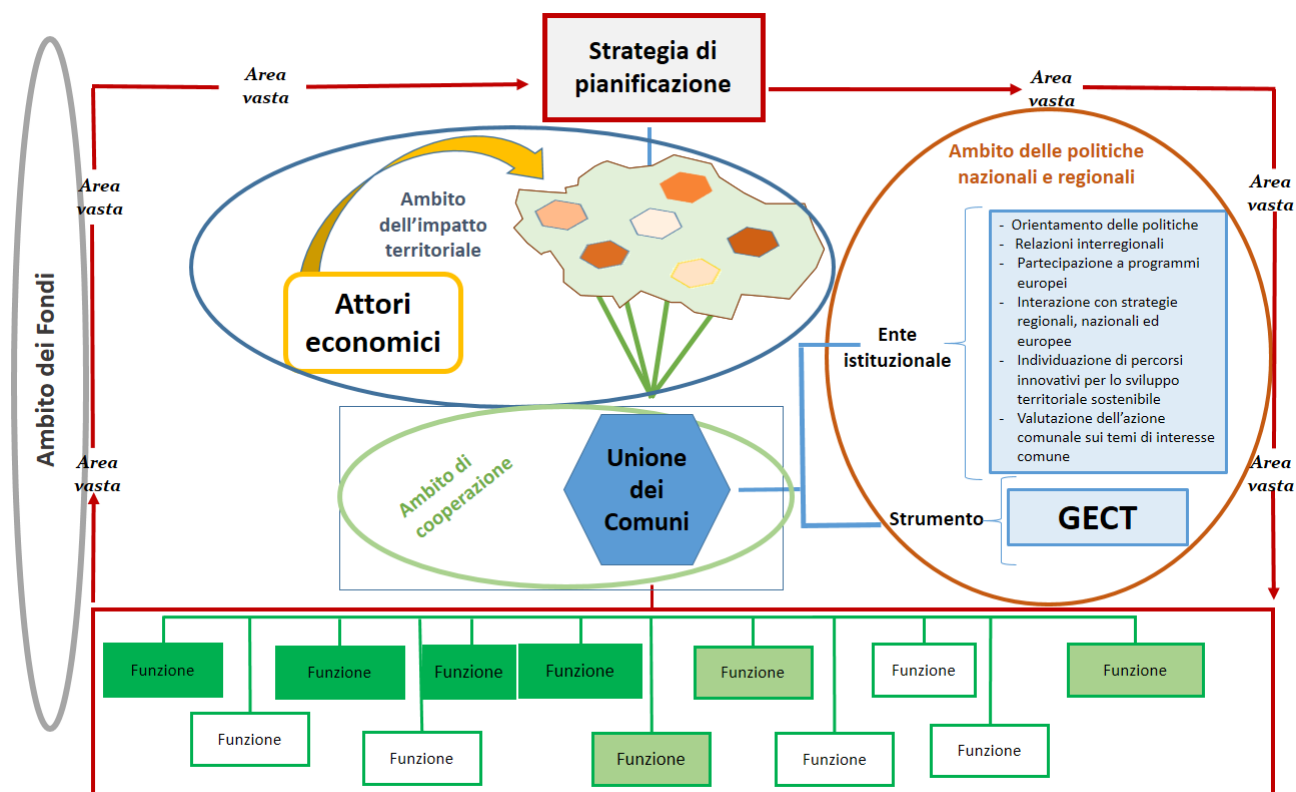 Strategia di
pianificazione
Area
vasta
Area
vasta
Area
vasta
Area
vasta
Area
vasta
Area
vasta
Ambito dei Fondi
Ambito
dell’impatto
territoriale
Attori
economici
Ambito delle politiche
nazionali e regionali
- Orientamento delle politiche
- Relazioni interregionali
- Partecipazione a programmi
europei
- Interazione con strategie
regionali, nazionali ed
europee
- Individuazione di percorsi
innovativi per lo sviluppo
territoriale sostenibile
- Valutazione dell’azione
comunale sui temi di interesse
comune
Ente
istituzionale
Ambito di
cooperazione
Unione
dei
Comuni
Strumento
GECT
Funzione
Funzione
Funzione
Funzione
Funzione
Funzione
Funzione
Funzione
Funzione
Funzione
Funzione
Funzione